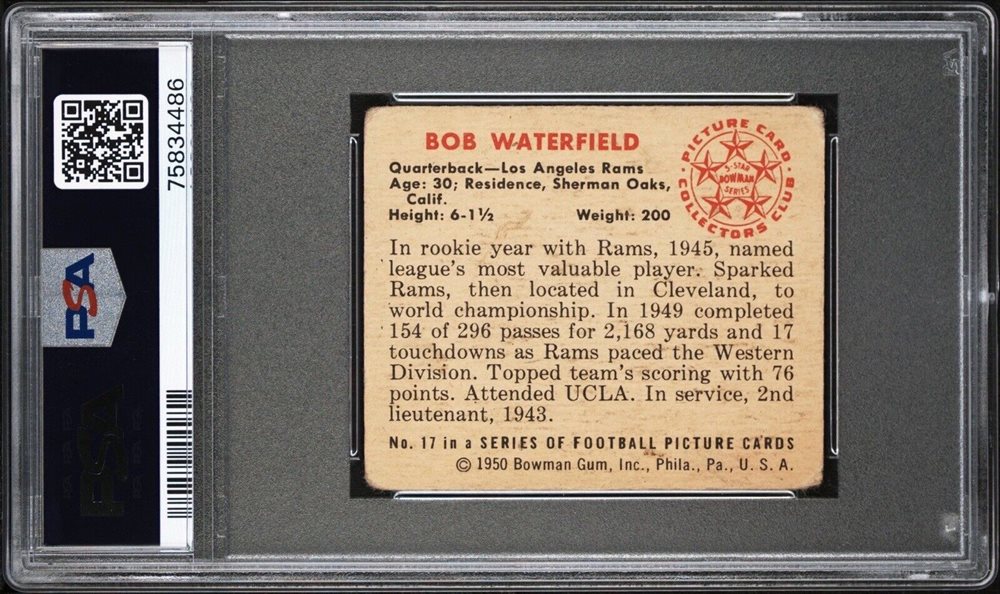 75834486
PSA
PSA
BOB WATERFIELD
Quarterback—Los Angeles Rams
Age: 30; Residence, Sherman Oaks,
Calif.
Height: 6-1½ Weight: 200
PICTURE CARD
5-STAR
BOWMAN
SERIES
COLLECTORS CLUB
In rookie year with Rams, 1945, named
league's most valuable player. Sparked
Rams, then located in Cleveland, to
world championship. In 1949 completed
154 of 296 passes for 2,168 yards and 17
touchdowns as Rams paced the Western
Division. Topped team's scoring with 76
points. Attended UCLA. In service, 2nd
lieutenant, 1943.
No. 17 in a SERIES OF FOOTBALL PICTURE CARDS
© 1950 Bowman Gum, Inc., Phila., Pa., U. S. A.